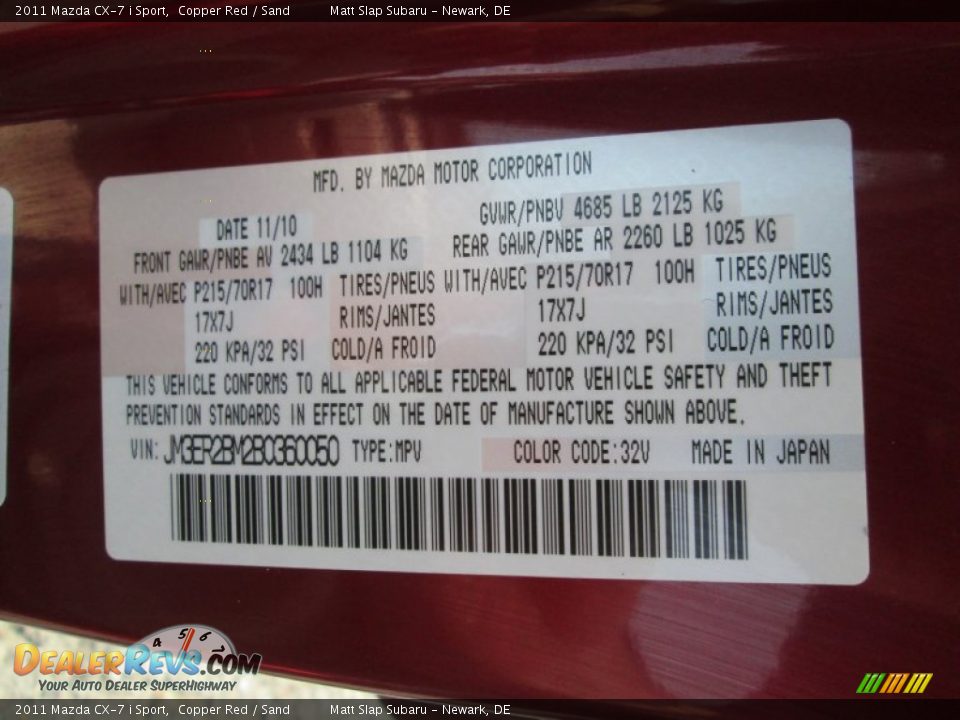 2011 Mazda CX-7 i Sport, Copper Red / Sand Matt Slap Subaru - Newark, DE
MFD. BY MAZDA MOTOR CORPORATION
DATE 11/10 GVWR/PNBV 4685 LB 2125 KG
FRONT GAWR/PNBE AV 2434 LB 1104 KG REAR GAWR/PNBE AR 2260 LB 1025 KG
WITH/AVEC P215/70R17 100H TIRES/PNEUS WITH/AVEC P215/70R17 100H TIRES/PNEUS
17X7J RIMS/JANTES 17X7J RIMS/JANTES
220 KPA/32 PSI COLD/A FROID 220 KPA/32 PSI COLD/A FROID
THIS VEHICLE CONFORMS TO ALL APPLICABLE FEDERAL MOTOR VEHICLE SAFETY AND THEFT
PREVENTION STANDARDS IN EFFECT ON THE DATE OF MANUFACTURE SHOWN ABOVE.
VIN: JM3ER2BM2B0360050 TYPE:MPV COLOR CODE:32V MADE IN JAPAN
4 5 6 7
DEALERREVS.COM
YOUR AUTO DEALER SUPERHIGHWAY
2011 Mazda CX-7 i Sport, Copper Red / Sand Matt Slap Subaru - Newark, DE